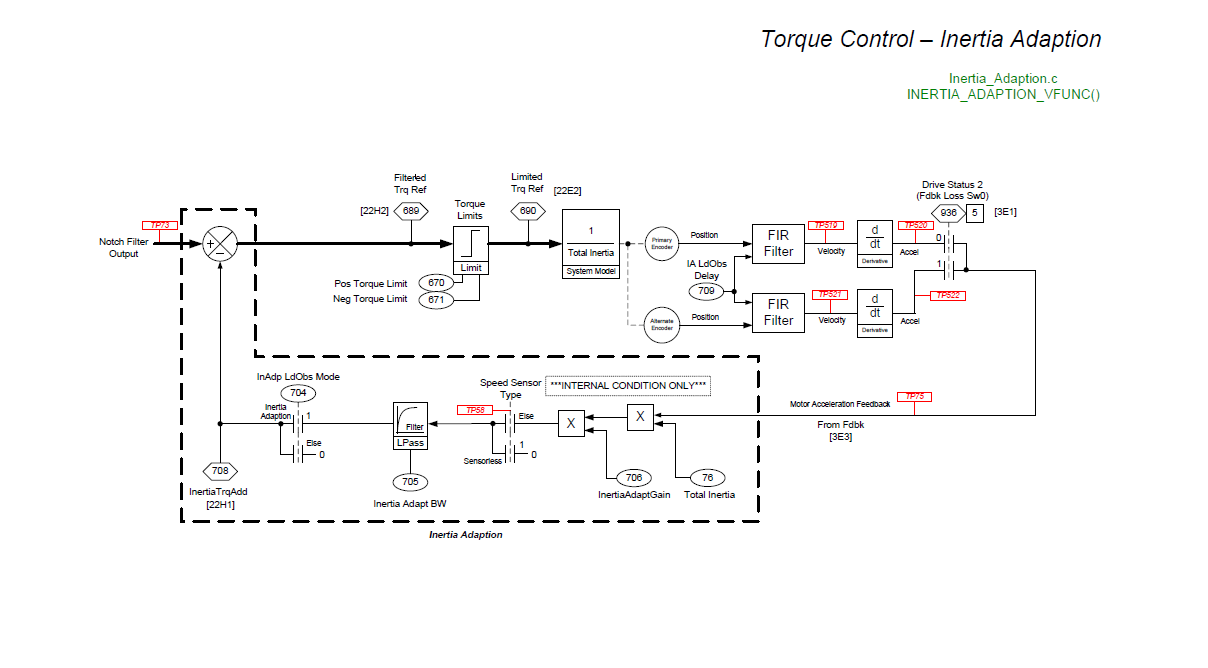 Torque Control – Inertia Adaption
Inertia_Adaption.c
INERTIA_ADAPTION_VFUNC()
Filtered
Trq Ref
[22H2]
689
Torque
Limits
Limit
Limited
Trq Ref
690
[22E2]
Drive Status 2
(Fdbk Loss Sw0)
936
5
[3E1]
TP73
Notch Filter
Output
+
–
Pos Torque Limit
670
Neg Torque Limit
671
1
Total Inertia
System Model
Primary
Encoder
Position
IA LdObs
Delay
709
Alternate
Encoder
Position
FIR
Filter
TP519
Velocity
d
dt
Derivative
TP520
Accel
0
1
FIR
Filter
TP521
Velocity
d
dt
Derivative
TP522
Accel
InAdp LdObs Mode
704
Inertia
Adaption
1
Else
0
Filter
LPass
705
Inertia Adapt BW
TP58
Speed Sensor
Type
***INTERNAL CONDITION ONLY***
Else
1
Sensorless
0
X
X
706
InertiaAdaptGain
76
Total Inertia
Motor Acceleration Feedback
TP75
From Fdbk
[3E3]
708
InertiaTrqAdd
[22H1]
Inertia Adaption